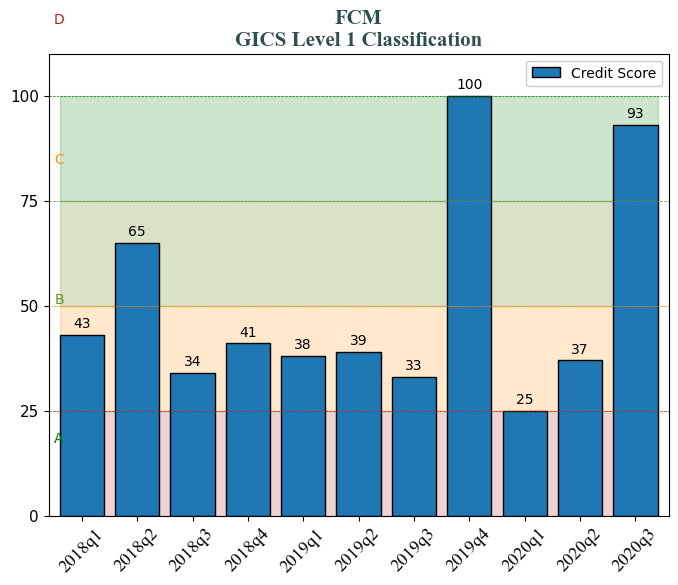 D
FCM
GICS Level 1 Classification
Credit Score
100
100
93
C
75
65
B
50
43
41
38
39
37
34
33
25
25
A
0
2018q1
2018q2
2018q3
2018q4
2019q1
2019q2
2019q3
2019q4
2020q1
2020q2
2020q3